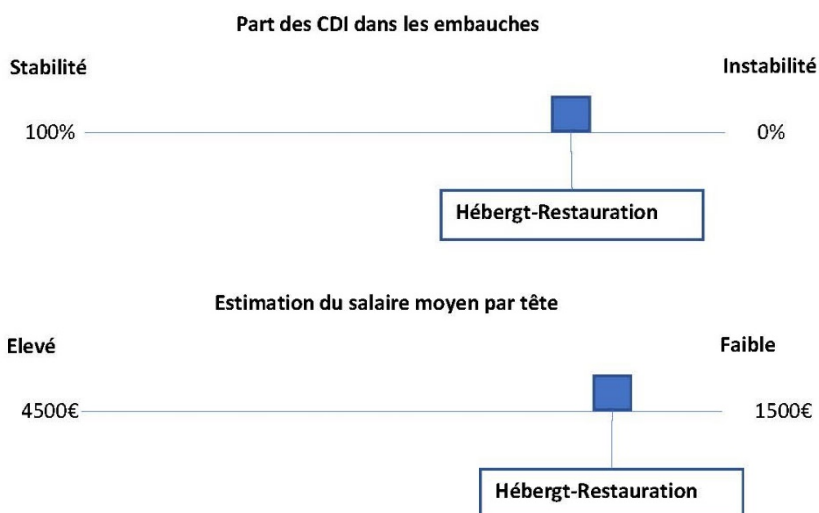 Part des CDI dans les embauches
Stabilité
Instabilité
100%
0%
Hébergt-Restauration
Estimation du salaire moyen par tête
Elevé
Faible
4500€
1500€
Hébergt-Restauration